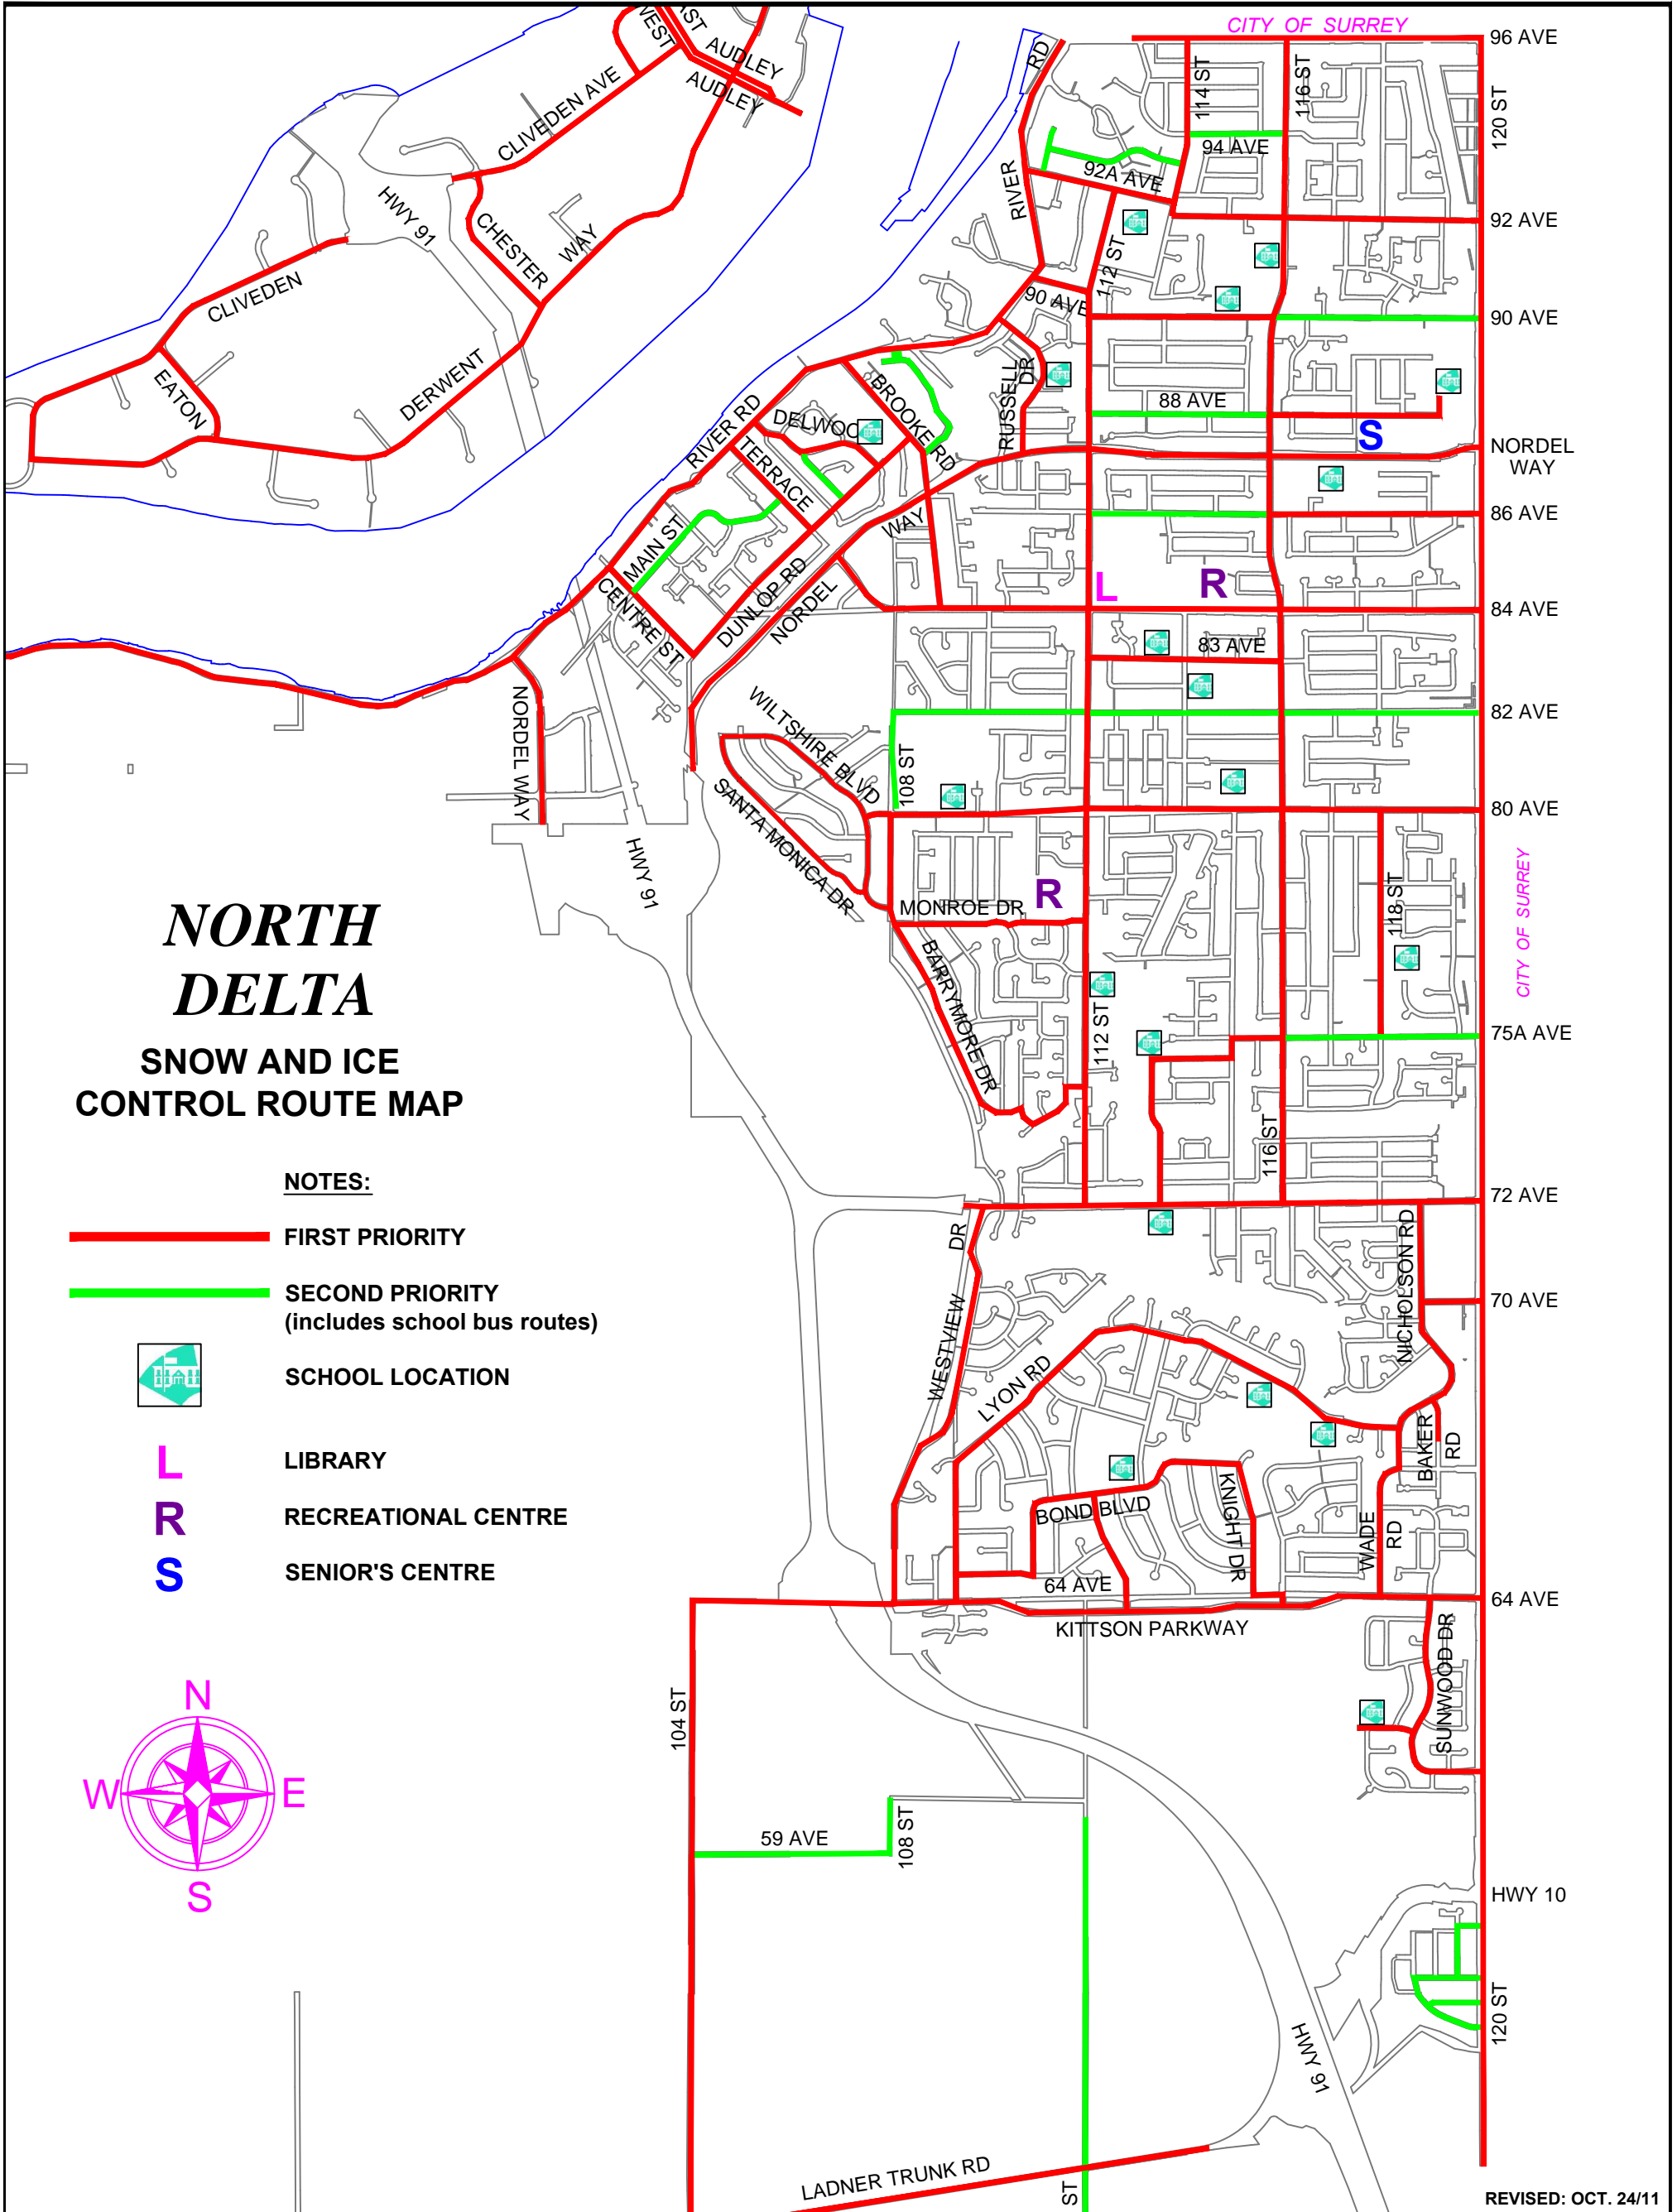 CITY OF SURREY
96 AVE
WEST
AUDLEY
AUDLEY
RD
114 ST
116 ST
120 ST
CLIVEDEN AVE
94 AVE
92A AVE
RIVER
HWY 91
CHESTER
WAY
92 AVE
112 ST
CLIVEDEN
90 AVE
90 AVE
EATON
DERWENT
RUSSELL
DR
BROOKE RD
88 AVE
RIVER RD
S
TERRACE
NORDEL
WAY
86 AVE
WAY
MAIN ST
L
R
CENTRE ST
DUNLOP RD
NORDEL
84 AVE
83 AVE
NORDEL WAY
WILTSHIRE BLVD
82 AVE
108 ST
SANTA MONICA DR
80 AVE
HWY 91
CITY OF SURREY
R
118 ST
MONROE DR
NORTH
DELTA
BARRYMORE DR
112 ST
75A AVE
SNOW AND ICE
CONTROL ROUTE MAP
116 ST
NOTES:
72 AVE
FIRST PRIORITY
WESTVIEW DR
NICHOLSON RD
SECOND PRIORITY
(includes school bus routes)
70 AVE
SCHOOL LOCATION
LYON RD
L
LIBRARY
BAKER
RD
R
RECREATIONAL CENTRE
BOND BLVD
KNIGHT DR
WADE
RD
S
SENIOR'S CENTRE
64 AVE
64 AVE
KITTSON PARKWAY
SUNWOOD DR
104 ST
N
W
E
S
59 AVE
108 ST
HWY 10
120 ST
HWY 91
LADNER TRUNK RD
ST
REVISED: OCT. 24/11